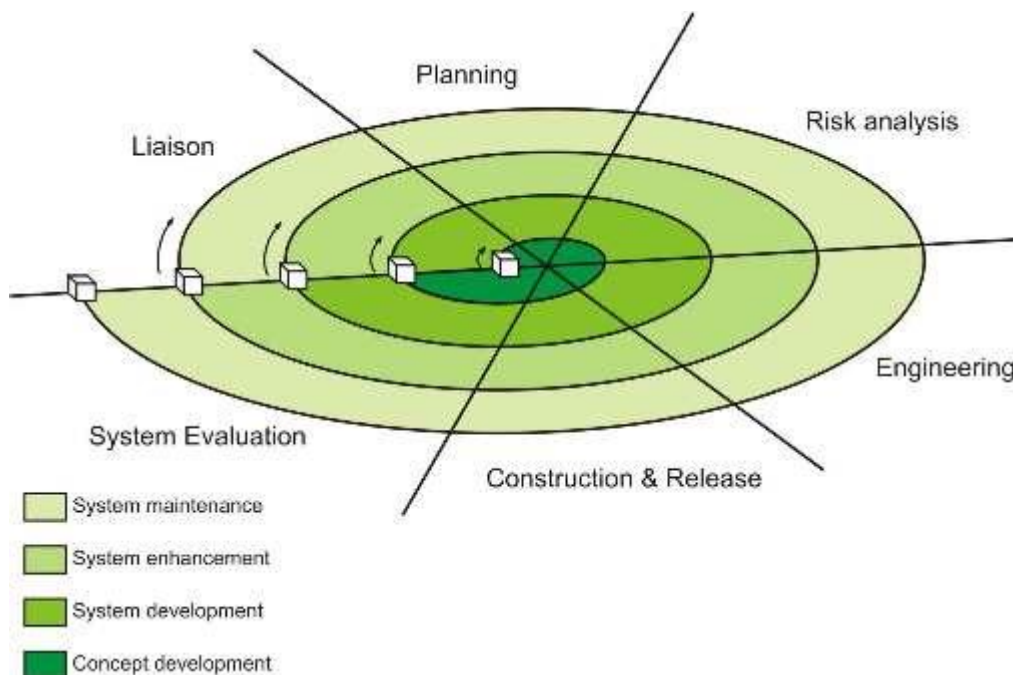 Planning
Risk analysis
Liaison
Engineering
System Evaluation
Construction & Release
System maintenance
System enhancement
System development
Concept development